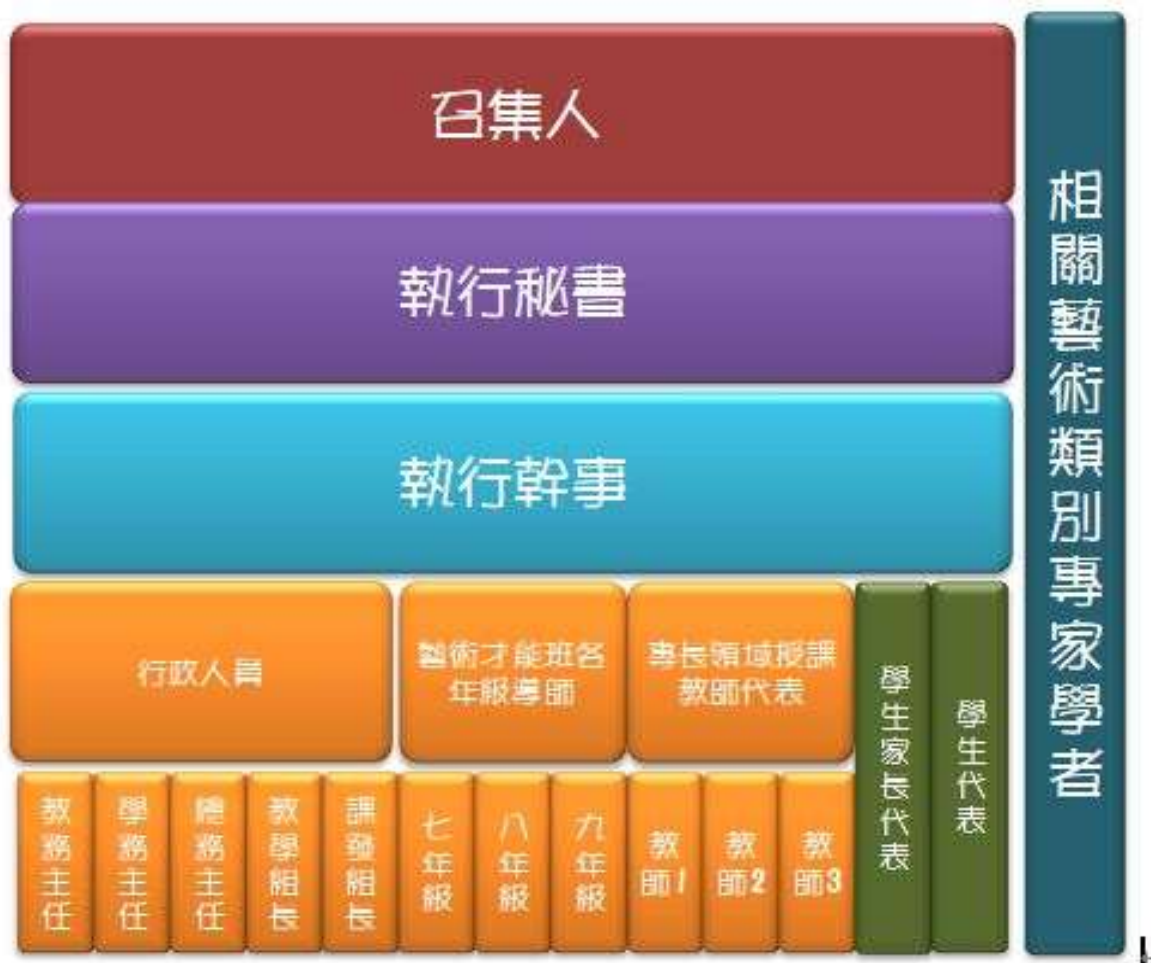 召集人
執行秘書
執行幹事
行政人員
藝術才能班各
年級導師
專長領域授課
教師代表
教務主任
學務主任
總務主任
教學組長
課發組長
七年級
八年級
九年級
教師1
教師2
教師3
學生家長代表
學生代表
相關藝術類別專家學者